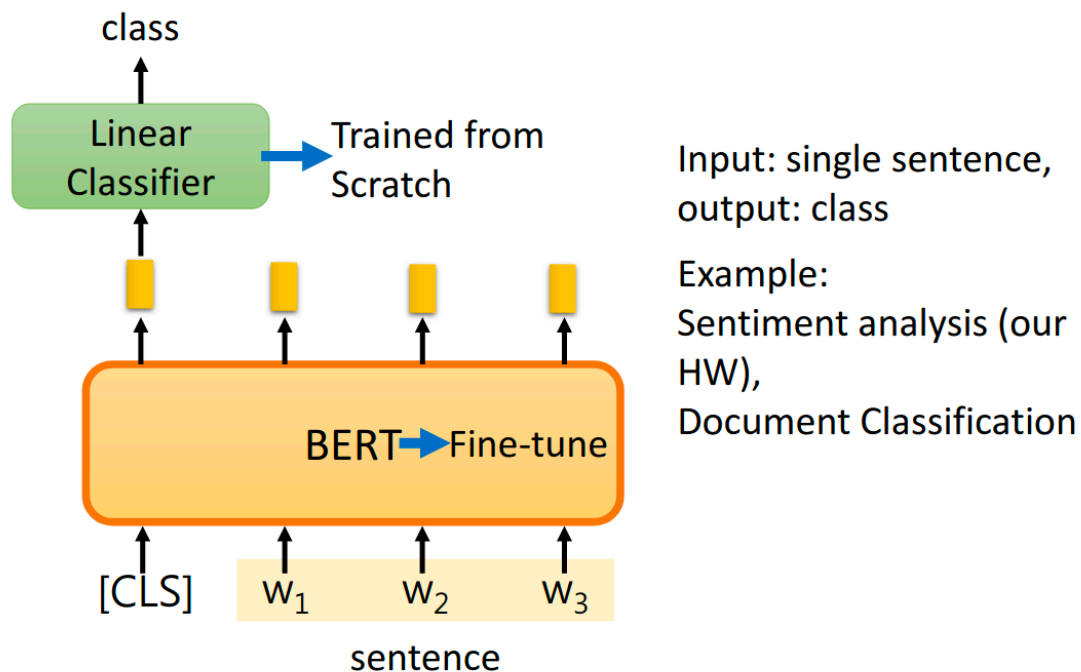 class
Linear
Classifier
Trained from
Scratch
Input: single sentence,
output: class
Example:
Sentiment analysis (our
HW),
Document Classification
BERT
Fine-tune
[CLS]
w1
w2
w3
sentence